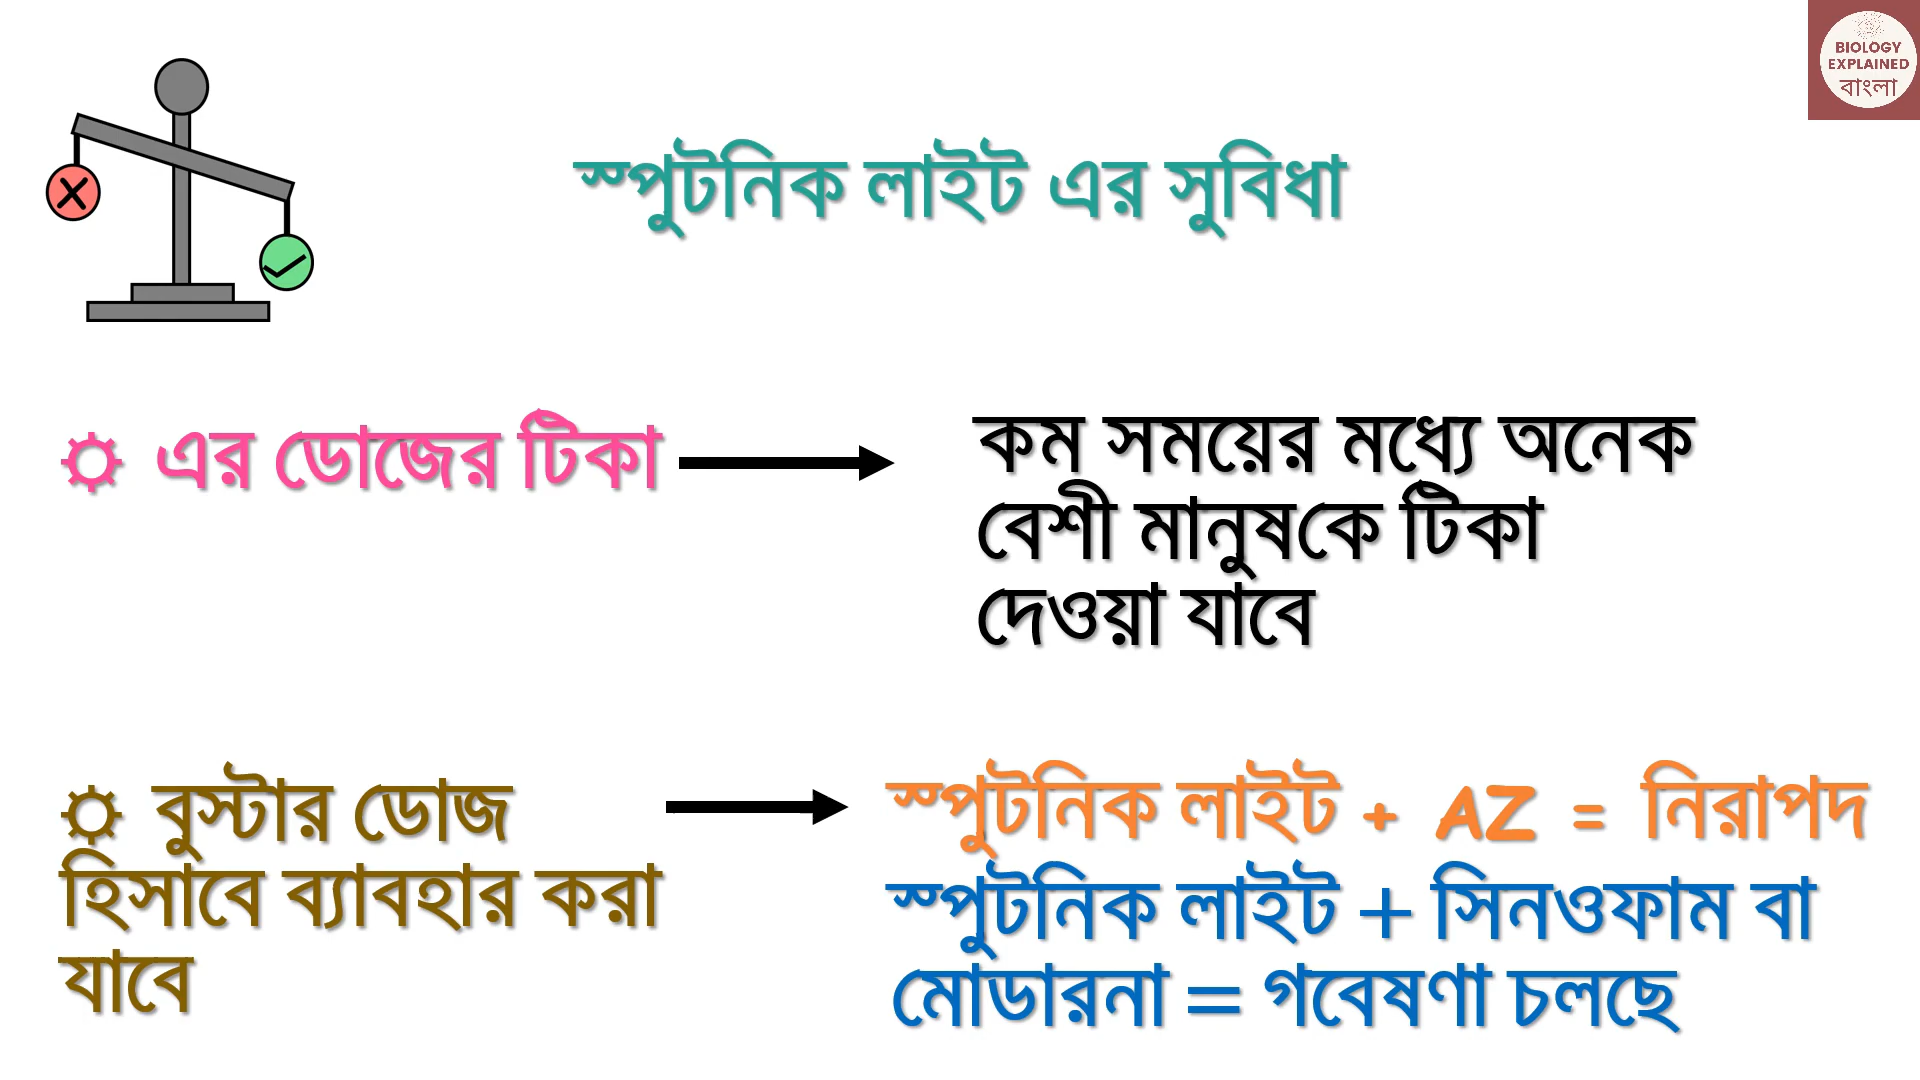 BIOLOGY
EXPLAINED
বাংলা
স্পুটনিক লাইট এর সুবিধা
এর ডোজের টিকা
কম সময়ের মধ্যে অনেক
বেশী মানুষকে টিকা
দেওয়া যাবে
বুস্টার ডোজ
হিসাবে ব্যাবহার করা
যাবে
স্পুটনিক লাইট + AZ = নিরাপদ
স্পুটনিক লাইট + সিনওফাম বা
মোডারনা = গবেষণা চলছে